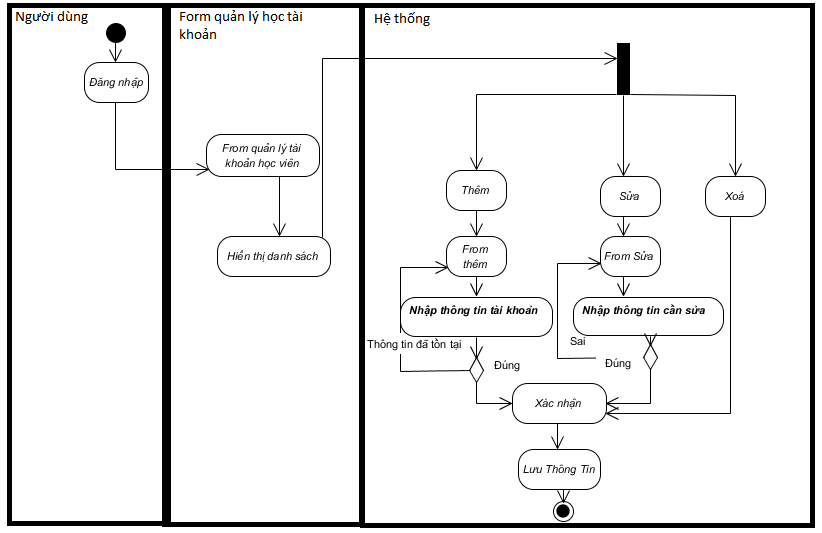 Người dùng
Form quản lý học tài
khoản
Hệ thống
Đăng nhập
From quản lý tài
khoản học viên
Hiển thị danh sách
Thêm
Sửa
Xoá
From
thêm
From Sửa
Nhập thông tin tài khoản
Nhập thông tin cần sửa
Thông tin đã tồn tại
Đúng
Sai
Đúng
Xác nhận
Lưu Thông Tin